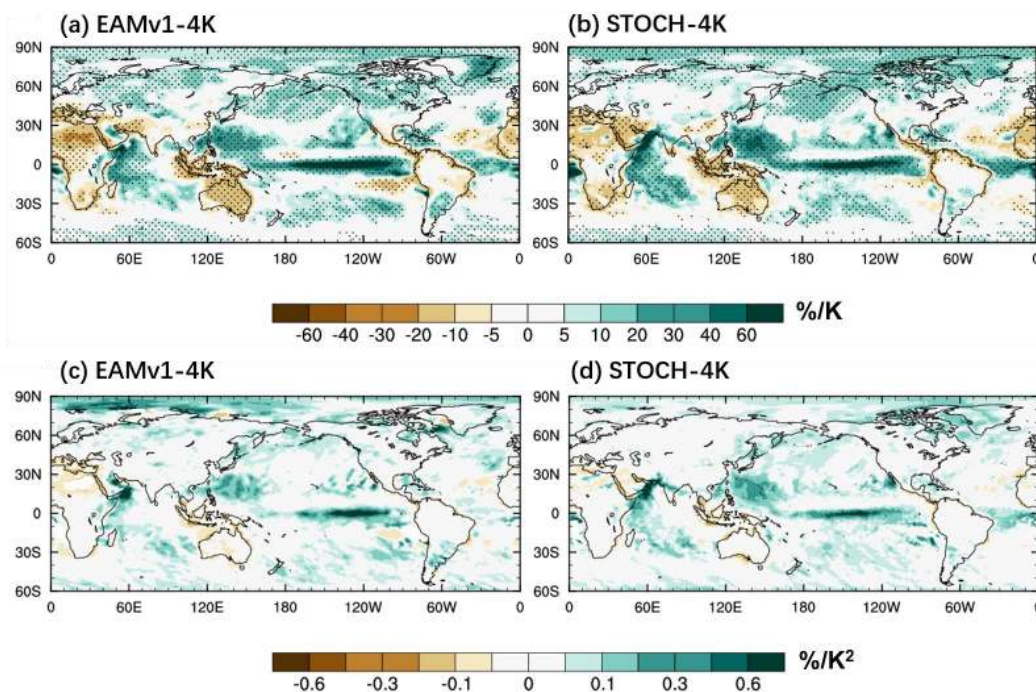 (a) EAMv1-4K (b) STOCH-4K
90N 90N
60N 60N
30N 30N
0 0
30S 30S
60S 60S
0 60E 120E 180 120W 60W 0 60E 120E 180 120W 60W 0
-60 -40 -30 -20 -10 -5 0 5 10 20 30 40 60 %/K
(c) EAMv1-4K (d) STOCH-4K
90N 90N
60N 60N
30N 30N
0 0
30S 30S
60S 60S
0 60E 120E 180 120W 60W 0 60E 120E 180 120W 60W 0
-0.6 -0.3 -0.1 0 0.1 0.3 0.6 %/K²